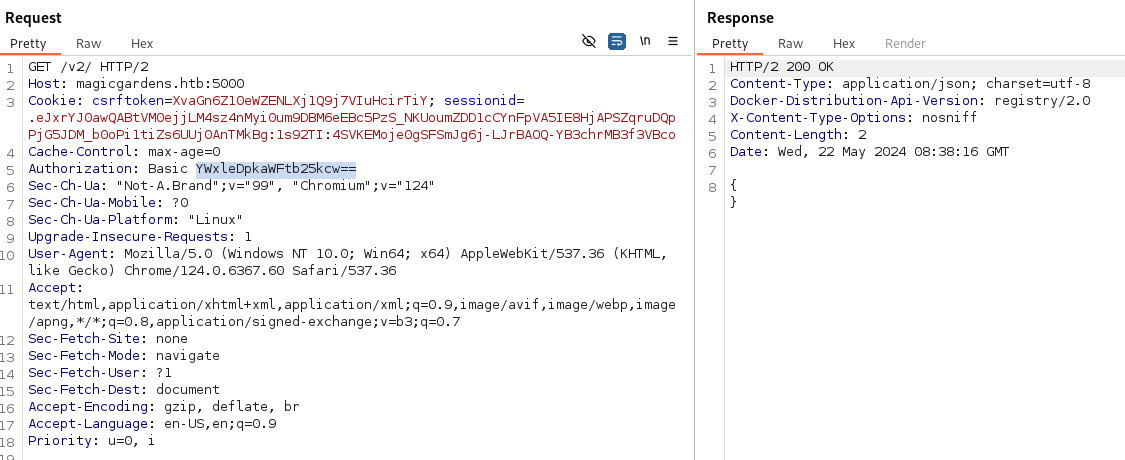 Request
Pretty Raw Hex \n
1 GET /v2/ HTTP/2
2 Host: magicgardens.htb:5000
3 Cookie: csrftoken=XvaGn6Z10eWZENLXj1Q9j7VIuHcirTiY; sessionid=
.eJxrYJ0awQABtVM0ejjLM4sz4nMyi0um9DBM6eEBc5PzS_NKUoumZDD1cCYnFpVA5IE8HjAPSZqruDQp
PjG5JDM_b0oPi1tiZs6UUj0AnTMkBg:1s92TI:4SVKEMoje0gSFSmJg6j-LJrBAOQ-YB3chrMB3f3VBco
4 Cache-Control: max-age=0
5 Authorization: Basic YWxleDpkaWFtb25kcw==
6 Sec-Ch-Ua: "Not-A.Brand";v="99", "Chromium";v="124"
7 Sec-Ch-Ua-Mobile: ?0
8 Sec-Ch-Ua-Platform: "Linux"
9 Upgrade-Insecure-Requests: 1
10 User-Agent: Mozilla/5.0 (Windows NT 10.0; Win64; x64) AppleWebKit/537.36 (KHTML,
like Gecko) Chrome/124.0.6367.60 Safari/537.36
11 Accept:
text/html,application/xhtml+xml,application/xml;q=0.9,image/avif,image/webp,image
/apng,*/*;q=0.8,application/signed-exchange;v=b3;q=0.7
12 Sec-Fetch-Site: none
13 Sec-Fetch-Mode: navigate
14 Sec-Fetch-User: ?1
15 Sec-Fetch-Dest: document
16 Accept-Encoding: gzip, deflate, br
17 Accept-Language: en-US,en;q=0.9
18 Priority: u=0, i
19
Response
Pretty Raw Hex Render
1 HTTP/2 200 OK
2 Content-Type: application/json; charset=utf-8
3 Docker-Distribution-Api-Version: registry/2.0
4 X-Content-Type-Options: nosniff
5 Content-Length: 2
6 Date: Wed, 22 May 2024 08:38:16 GMT
7
8 {
}